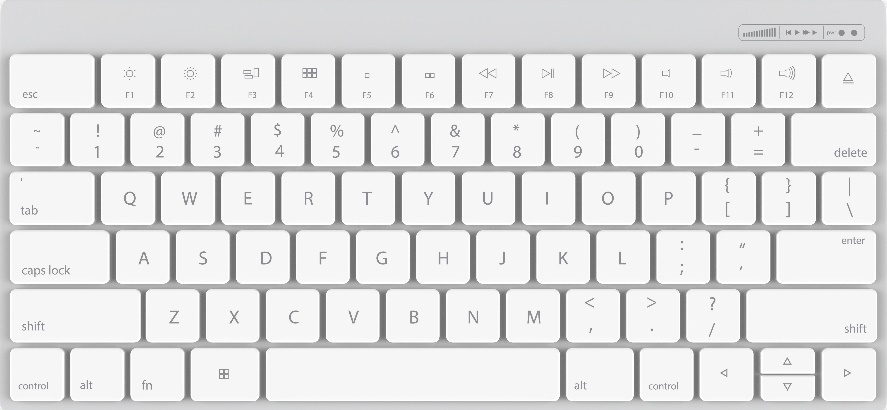 pwr
esc F1 F2 F3 F4 F5 F6 F7 F8 F9 F10 F11 F12
~ ! @ # $ % ^ & * ( ) _ +
` 1 2 3 4 5 6 7 8 9 0 - = delete
tab Q W E R T Y U I O P { } |
[ ] \
caps lock A S D F G H J K L : " enter
; '
shift Z X C V B N M < > ? shift
, . /
control alt fn alt control